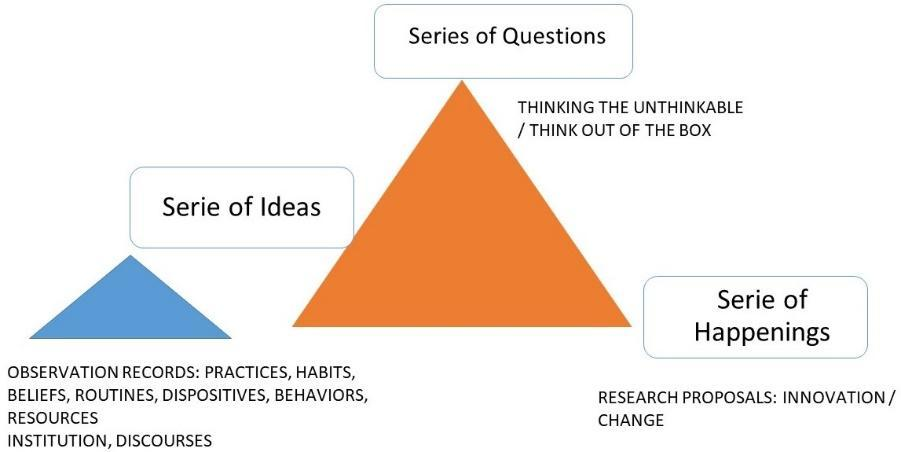 Series of Questions
THINKING THE UNTHINKABLE
/ THINK OUT OF THE BOX
Serie of Ideas
Serie of
Happenings
OBSERVATION RECORDS: PRACTICES, HABITS,
BELIEFS, ROUTINES, DISPOSITIVES, BEHAVIORS,
RESOURCES
INSTITUTION, DISCOURSES
RESEARCH PROPOSALS: INNOVATION /
CHANGE